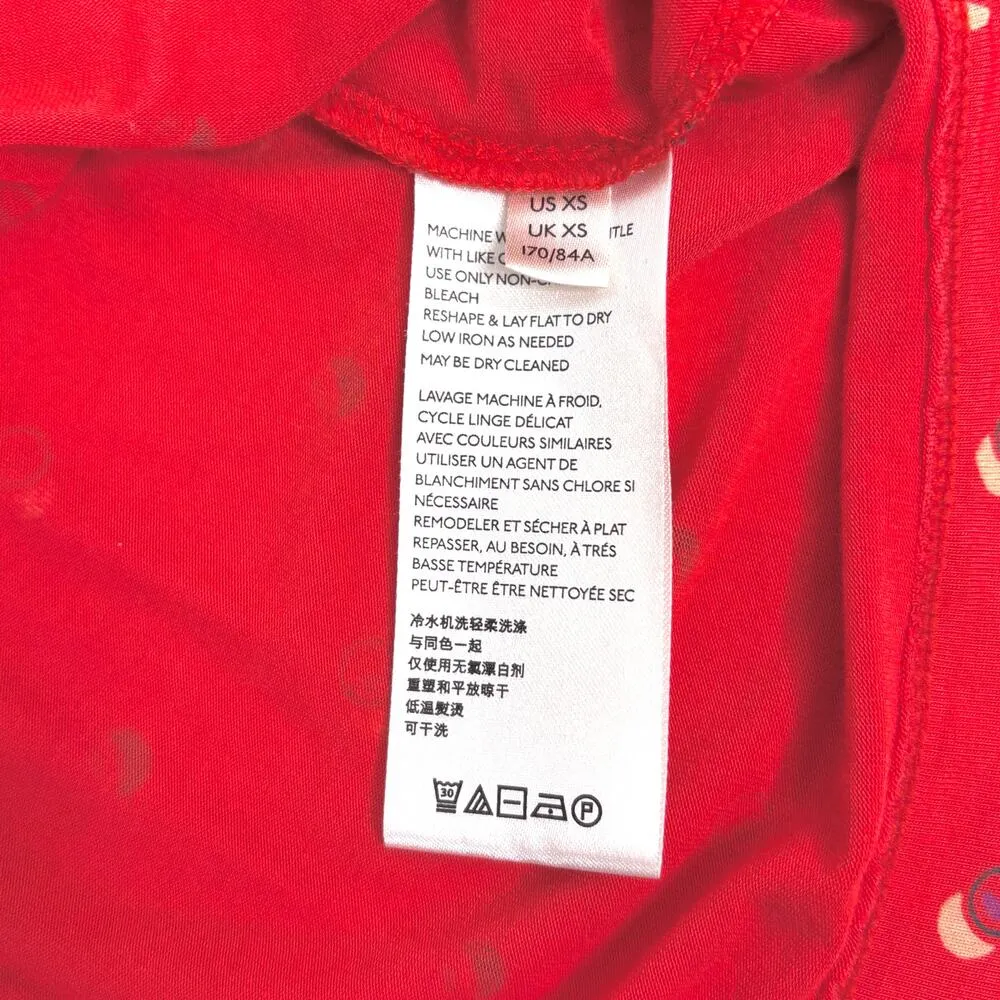 US XS
UK XS
170/84A
MACHINE
WITH LIKE
USE ONLY
BLEACH
RESHAPE & LAY FLAT TO DRY
LOW IRON AS NEEDED
MAY BE DRY CLEANED
LAVAGE MACHINE À FROID,
CYCLE LINGE DÉLICAT
AVEC COULEURS SIMILAIRES
UTILISER UN AGENT DE
BLANCHIMENT SANS CHLORE SI
NÉCESSAIRE
REMODELER ET SÉCHER À PLAT
REPASSER, AU BESOIN, À TRÉS
BASSE TEMPÉRATURE
PEUT-ÊTRE ÊTRE NETTOYÉE SEC
冷水机洗轻柔洗涤
与同色一起
仅使用无氯漂白剂
重塑和平放晾干
低温熨烫
可干洗
30 P